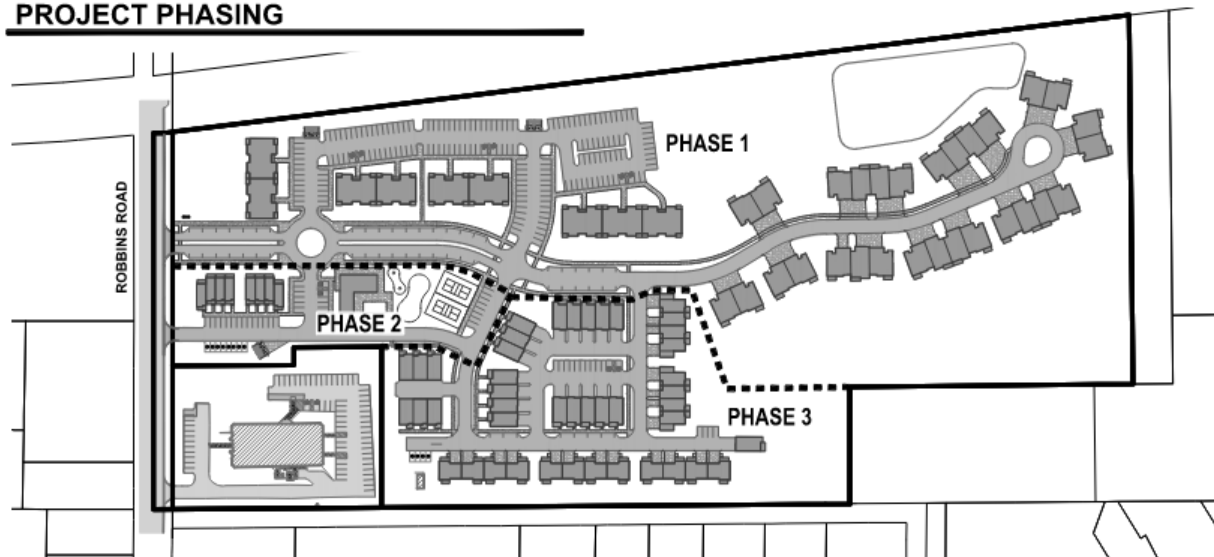 PROJECT PHASING
PHASE 1
ROBBINS ROAD
PHASE 2
PHASE 3